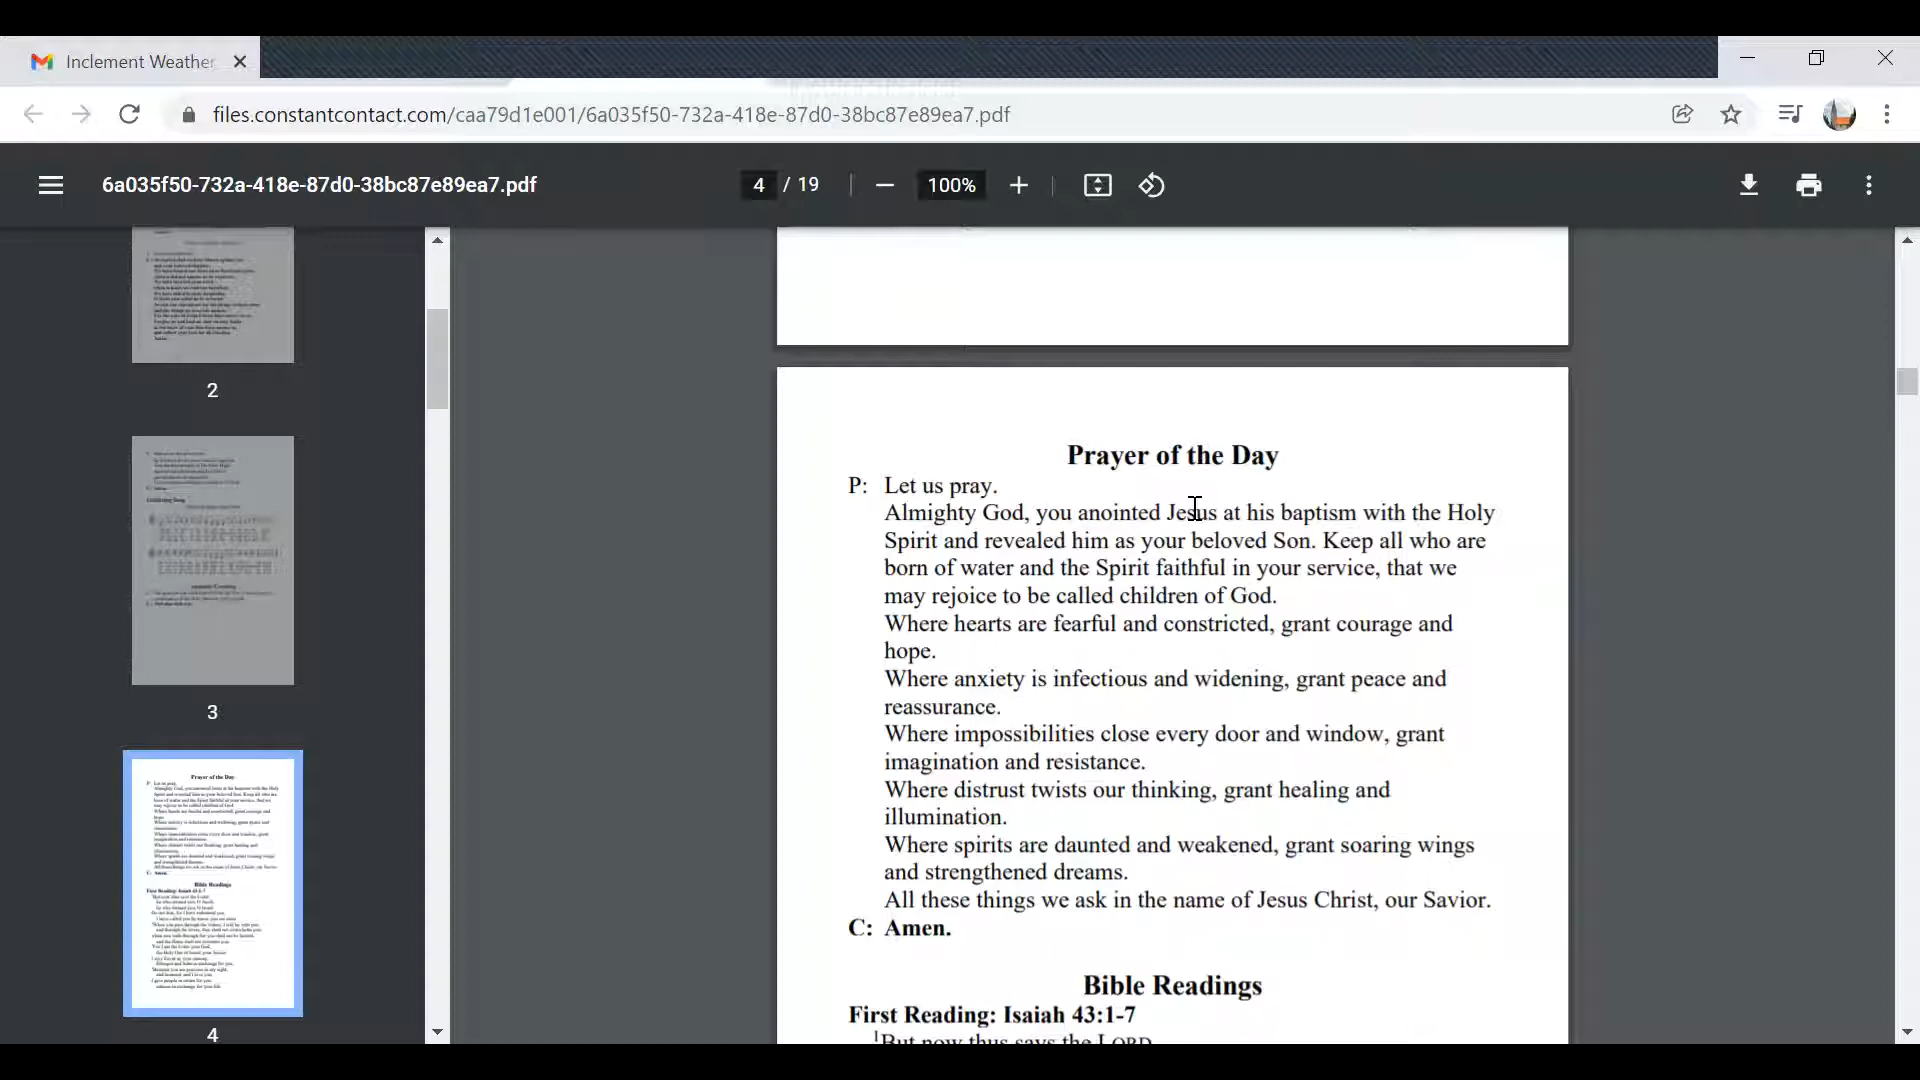 Inclement Weather
files.constantcontact.com/caa79d1e001/6a035f50-732a-418e-87d0-38bc87e89ea7.pdf
6a035f50-732a-418e-87d0-38bc87e89ea7.pdf
4 / 19
100%
2
3
4
Prayer of the Day
P: Let us pray.
Almighty God, you anointed Jesus at his baptism with the Holy
Spirit and revealed him as your beloved Son. Keep all who are
born of water and the Spirit faithful in your service, that we
may rejoice to be called children of God.
Where hearts are fearful and constricted, grant courage and
hope.
Where anxiety is infectious and widening, grant peace and
reassurance.
Where impossibilities close every door and window, grant
imagination and resistance.
Where distrust twists our thinking, grant healing and
illumination.
Where spirits are daunted and weakened, grant soaring wings
and strengthened dreams.
All these things we ask in the name of Jesus Christ, our Savior.
C: Amen.
Bible Readings
First Reading: Isaiah 43:1-7
1But now thus says the LORD